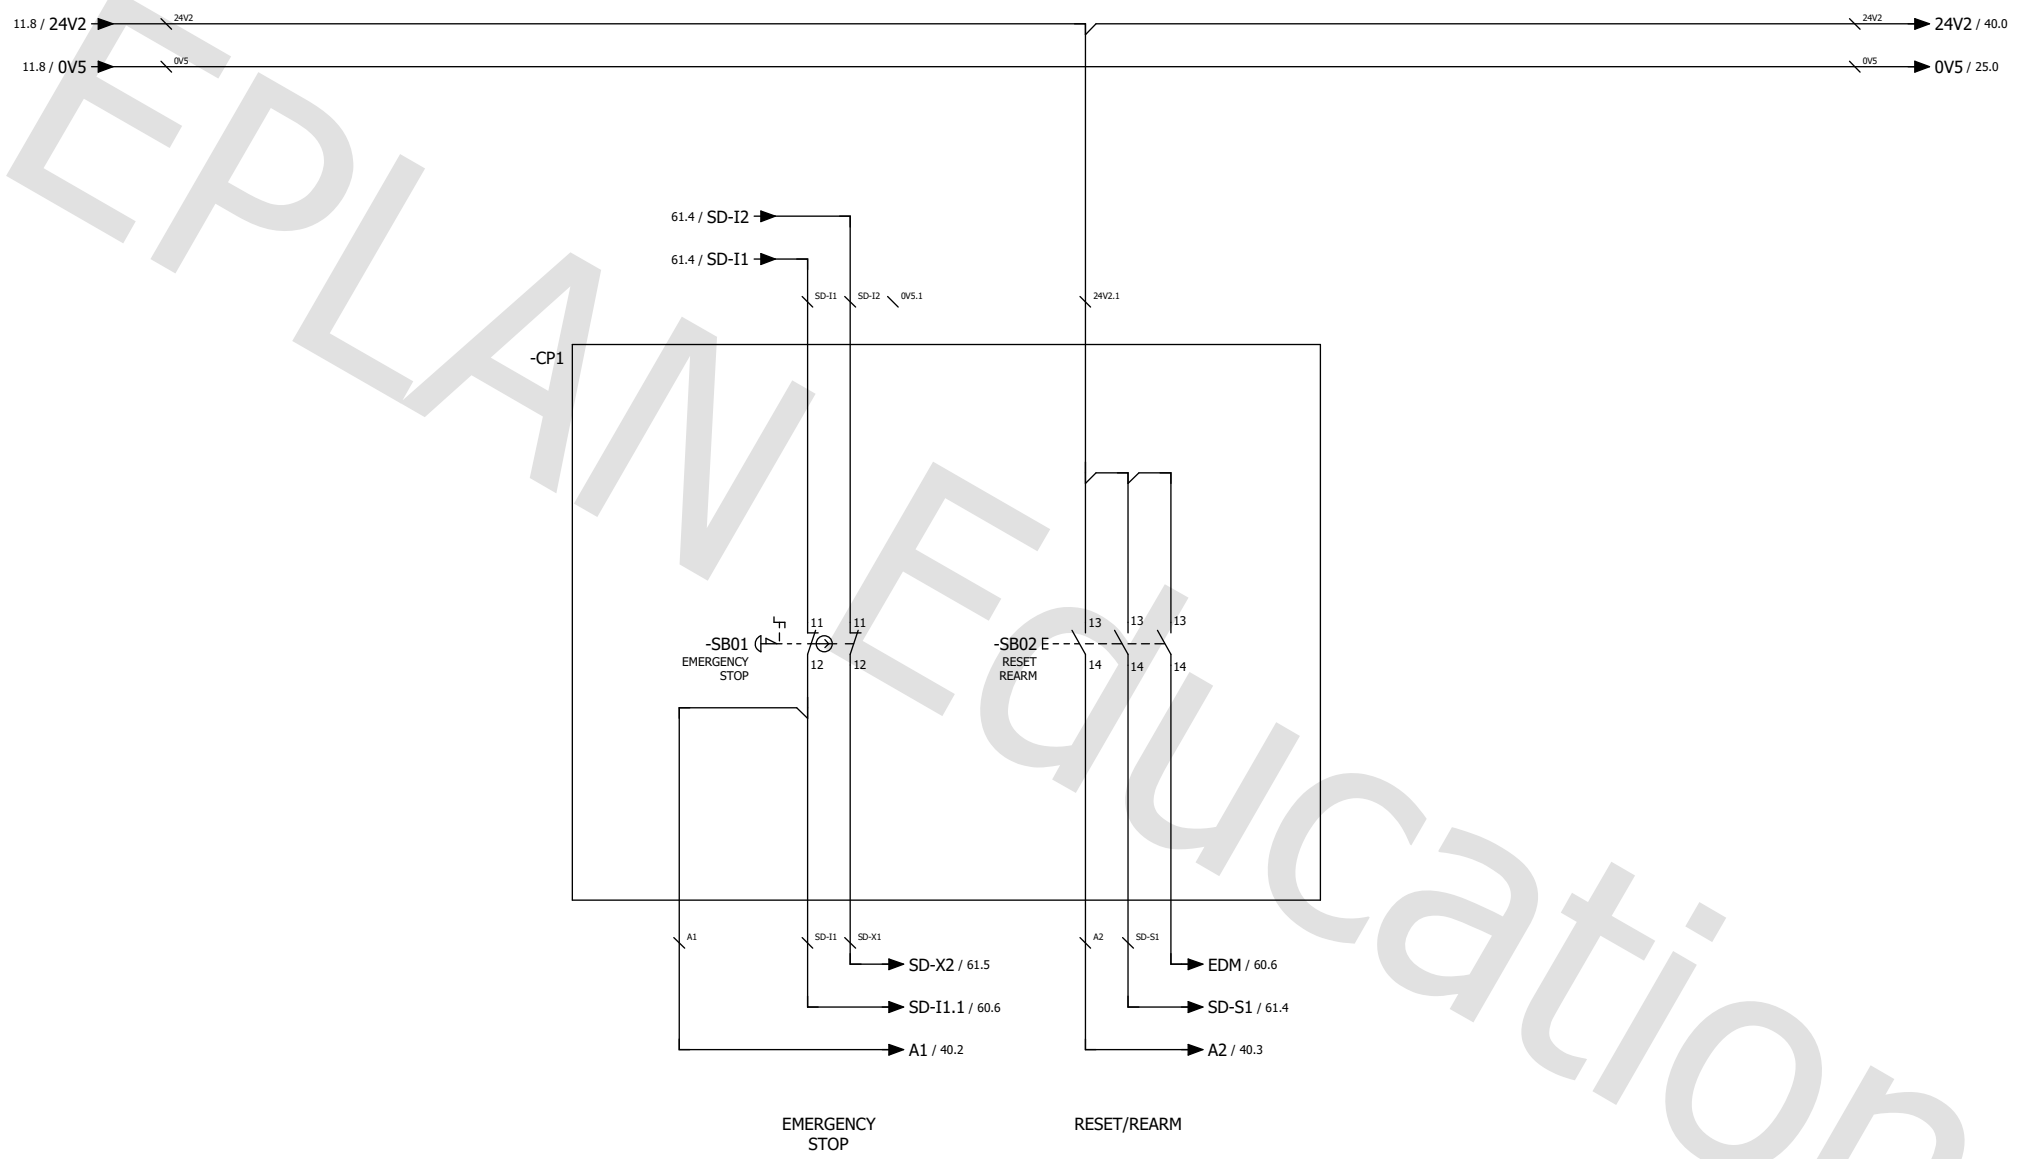 11.8 / 24V2
24V2
24V2
24V2 / 40.0
11.8 / 0V5
0V5
0V5
0V5 / 25.0
61.4 / SD-I2
61.4 / SD-I1
SD-I1
SD-I2
0V5.1
24V2.1
-CP1
11
11
13
13
13
-SB01
EMERGENCY
STOP
12
12
-SB02
RESET
REARM
14
14
14
A1
SD-I1
SD-X1
A2
SD-S1
SD-X2 / 61.5
EDM / 60.6
SD-I1.1 / 60.6
SD-S1 / 61.4
A1 / 40.2
A2 / 40.3
EMERGENCY
STOP
RESET/REARM
EPLAN Education